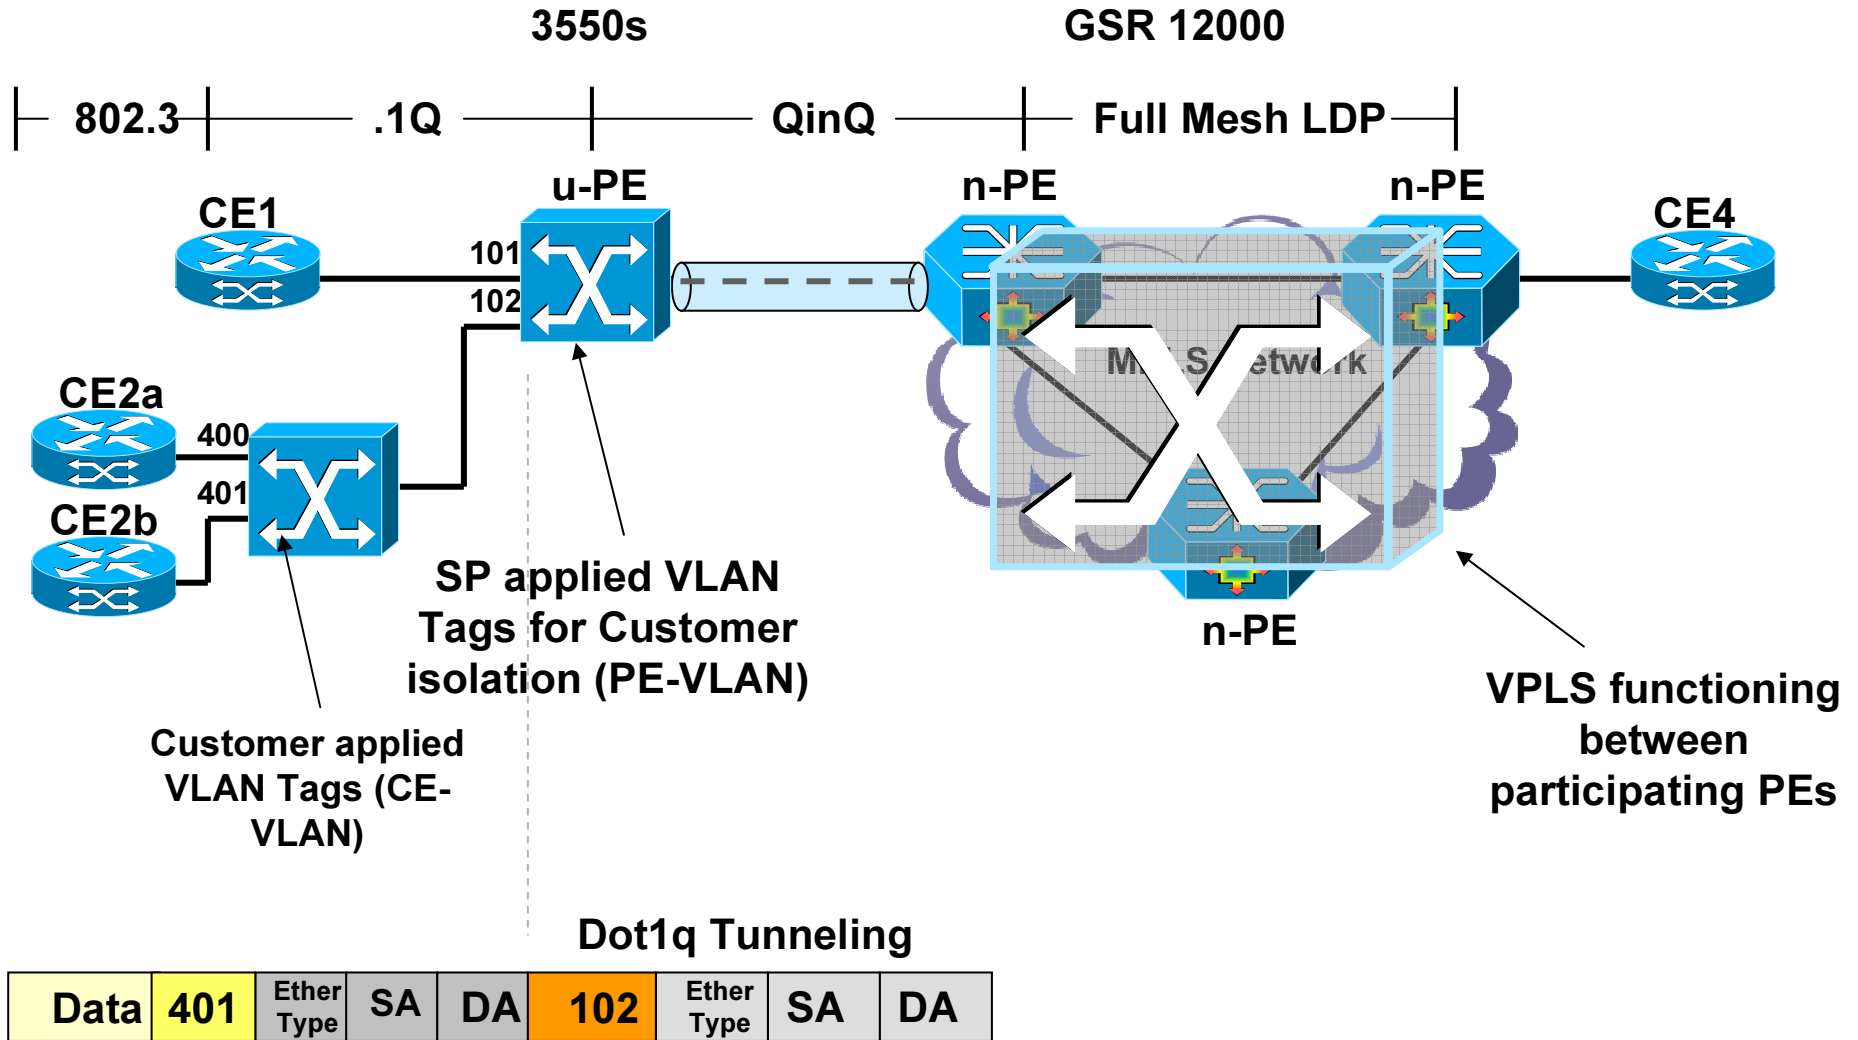 3550s
GSR 12000
802.3
.1Q
QinQ
Full Mesh LDP
u-PE
n-PE
n-PE
CE1
CE4
101
102
CE2a
400
401
CE2b
Network
SP applied VLAN
Tags for Customer
isolation (PE-VLAN)
n-PE
VPLS functioning
between
participating PEs
Customer applied
VLAN Tags (CE-
VLAN)
Dot1q Tunneling
Data
401
Ether
Type
SA
DA
102
Ether
Type
SA
DA